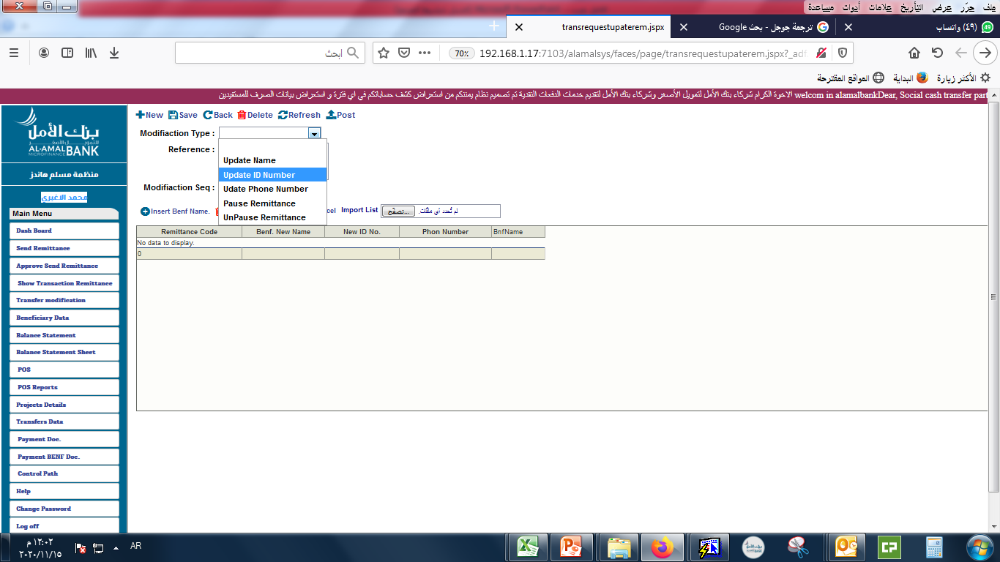 ملف حرّر عرض التأريخ علامات أدوات مساعدة
(٤٩) واتساب
ترجمة جوجل - بحث Google
transrequestupaterem.jspx
192.168.1.17:7103/alamalsys/faces/page/transrequestupaterem.jspx?_adf
70%
ابحث
الأكثر زيارة البداية المواقع المقترحة
welcom in alamalbankDear, Social cash transfer part الاخوة الكرام شركاء بنك الأمل لتمويل الأصغر وشركاء بنك الأمل لتقديم خدمات الدفعات النقدية تم تصميم نظام يمنكم من استعراض كشف حساباتكم في اي فترة و استعراض بيانات الصرف للمستفيدين
بنك الأمل
للتمويل الأصغر
AL-AMAL BANK
MICROFINANCE
منظمة مسلم هاندز
محمد الاغبري
Main Menu
Dash Board
Send Remittance
Approve Send Remittance
Show Transaction Remittance
Transfer modification
Beneficiary Data
Balance Statement
Balance Statement Sheet
POS
POS Reports
Projects Details
Transfers Data
Payment Doc.
Payment BENF Doc.
Control Path
Help
Change Password
Log off
New Save Back Delete Refresh Post
Modifiaction Type :
Reference :
Modifiaction Seq :
Update Name
Update ID Number
Udate Phone Number
Pause Remittance
UnPause Remittance
Insert Benf Name.
cel Import List تصفّح... لم تُحدد أي ملفّات.
Remittance Code Benf. New Name New ID No. Phon Number BnfName
No data to display.
0
AR
١٢:٠٢ م
٢٠٢٠/١١/١٥